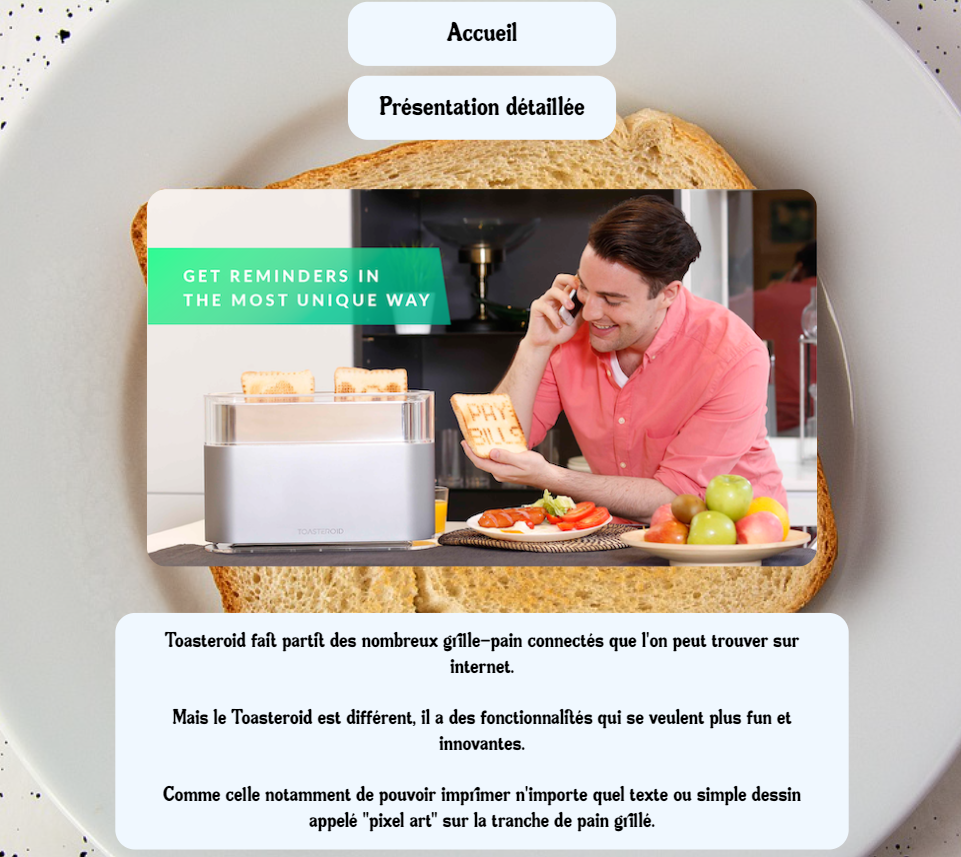 Accueil
Présentation détaillée
GET REMINDERS IN
THE MOST UNIQUE WAY
PAY
BILLS
TOASTEROID
Toasteroid fait partit des nombreux grille-pain connectés que l'on peut trouver sur
internet.
Mais le Toasteroid est différent, il a des fonctionnalités qui se veulent plus fun et
innovantes.
Comme celle notamment de pouvoir imprimer n'importe quel texte ou simple dessin
appelé "pixel art" sur la tranche de pain grillé.